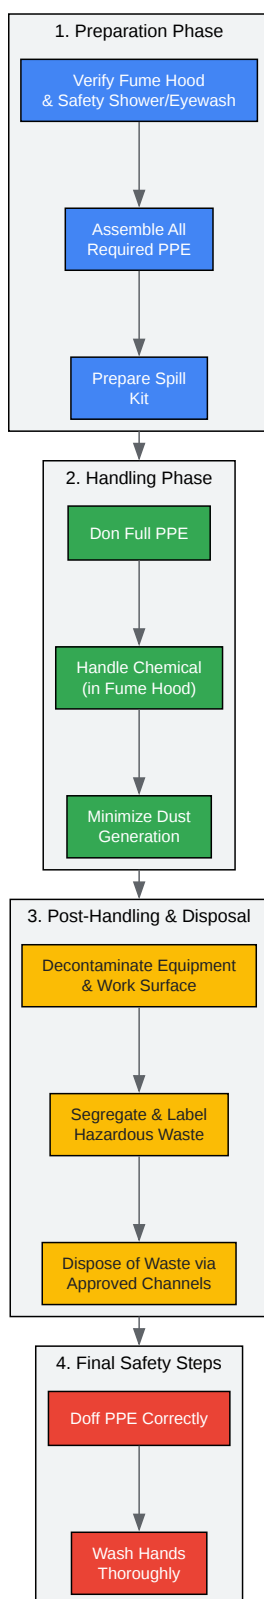 1. Preparation Phase
Verify Fume Hood
& Safety Shower/Eyewash
Assemble All
Required PPE
Prepare Spill
Kit
2. Handling Phase
Don Full PPE
Handle Chemical
(in Fume Hood)
Minimize Dust
Generation
3. Post-Handling & Disposal
Decontaminate Equipment
& Work Surface
Segregate & Label
Hazardous Waste
Dispose of Waste via
Approved Channels
4. Final Safety Steps
Doff PPE Correctly
Wash Hands
Thoroughly